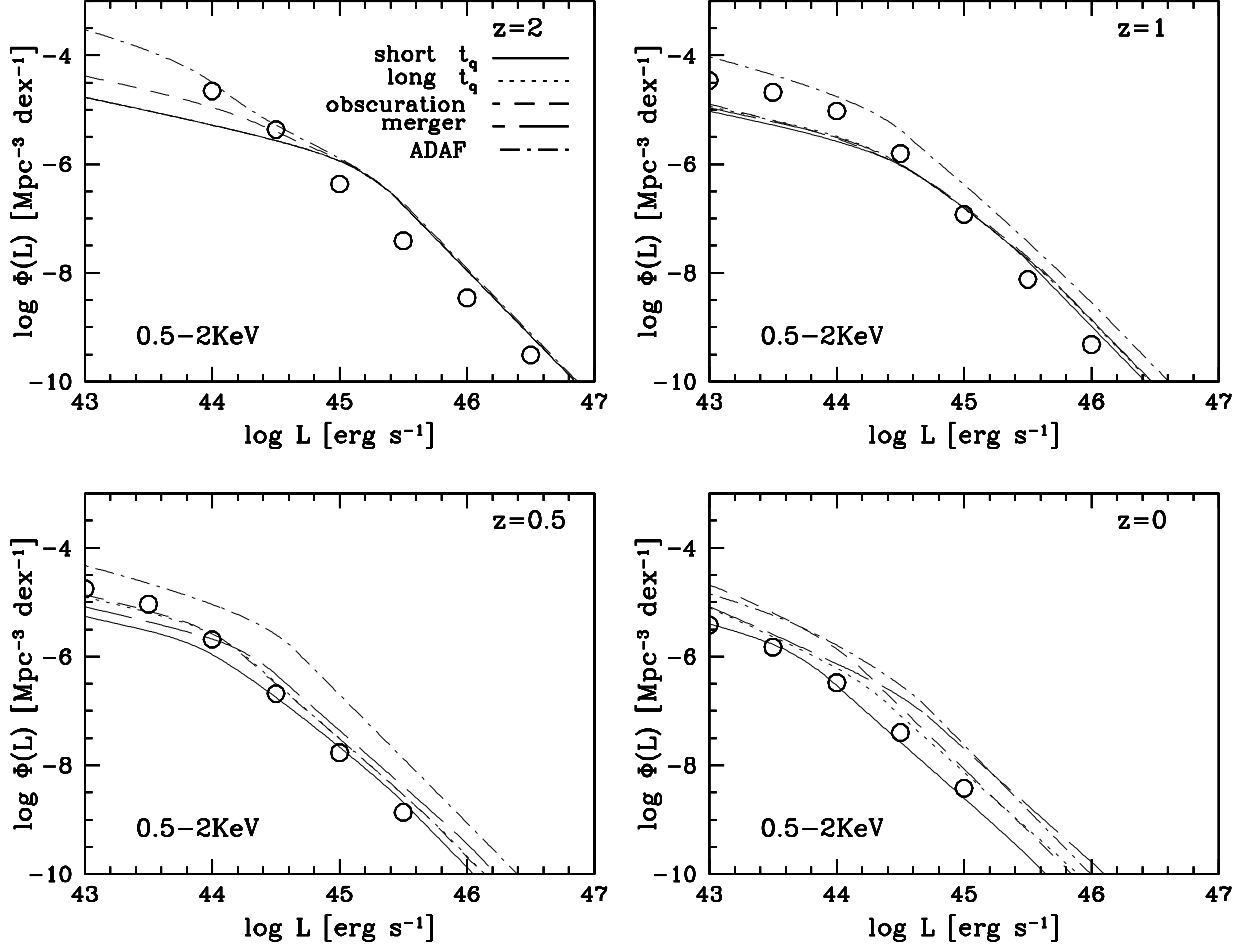 z=2
short t_q
long t_q
obscuration
merger
ADAF
0.5−2KeV
log Φ(L) [Mpc⁻³ dex⁻¹]
−4
−6
−8
−10
43 44 45 46 47
log L [erg s⁻¹]
z=1
0.5−2KeV
log Φ(L) [Mpc⁻³ dex⁻¹]
−4
−6
−8
−10
43 44 45 46 47
log L [erg s⁻¹]
z=0.5
0.5−2KeV
log Φ(L) [Mpc⁻³ dex⁻¹]
−4
−6
−8
−10
43 44 45 46 47
log L [erg s⁻¹]
z=0
0.5−2KeV
log Φ(L) [Mpc⁻³ dex⁻¹]
−4
−6
−8
−10
43 44 45 46 47
log L [erg s⁻¹]